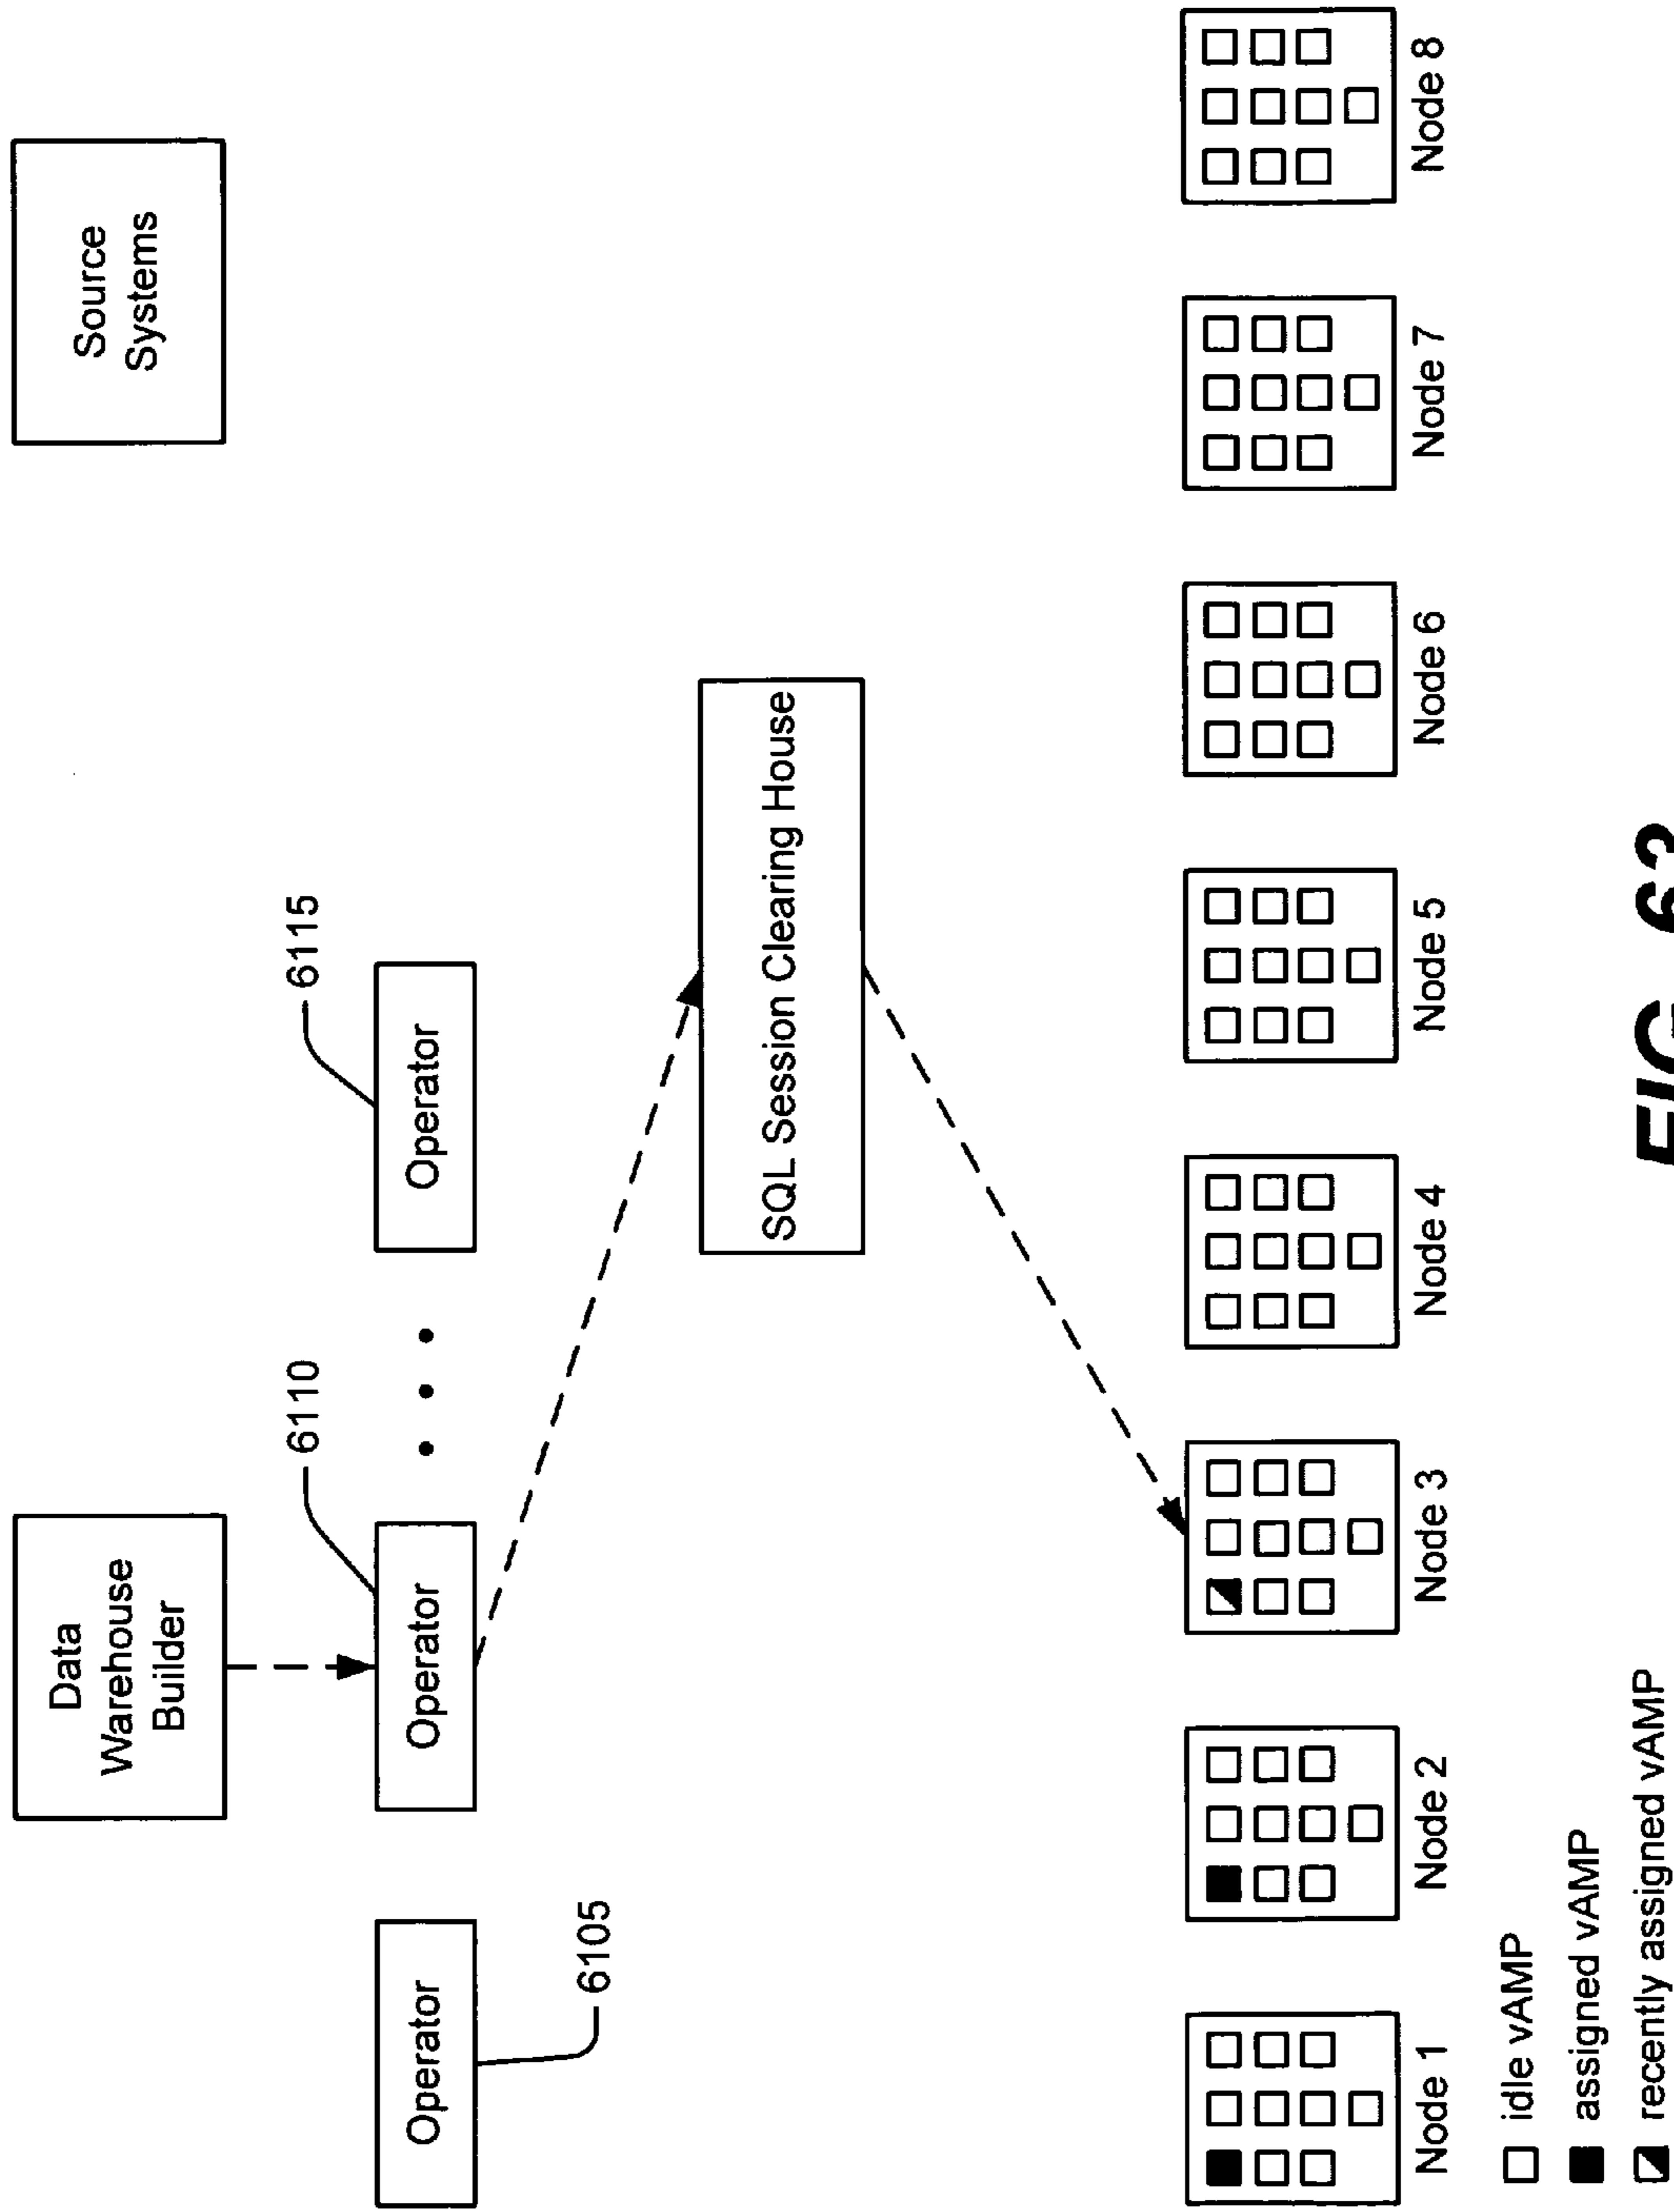 Data
Warehouse
Builder
Source
Systems
6110
6115
Operator
Operator
Operator
6105
SQL Session Clearing House
Node 1
Node 2
Node 3
Node 4
Node 5
Node 6
Node 7
Node 8
idle vAMP
assigned vAMP
recently assigned vAMP
FIG